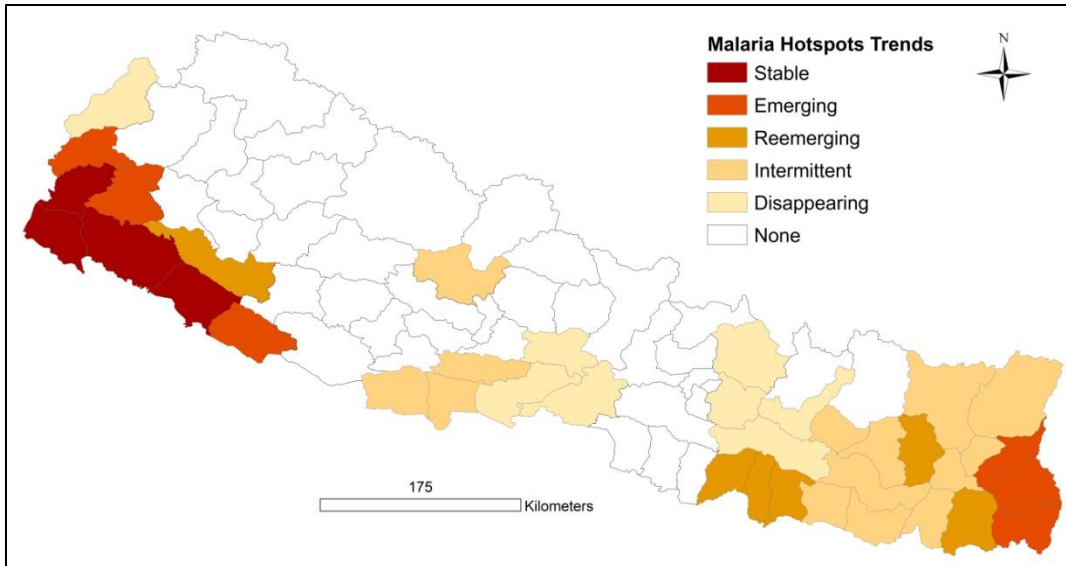 Malaria Hotspots Trends
N
Stable
Emerging
Reemerging
Intermittent
Disappearing
None
175
Kilometers